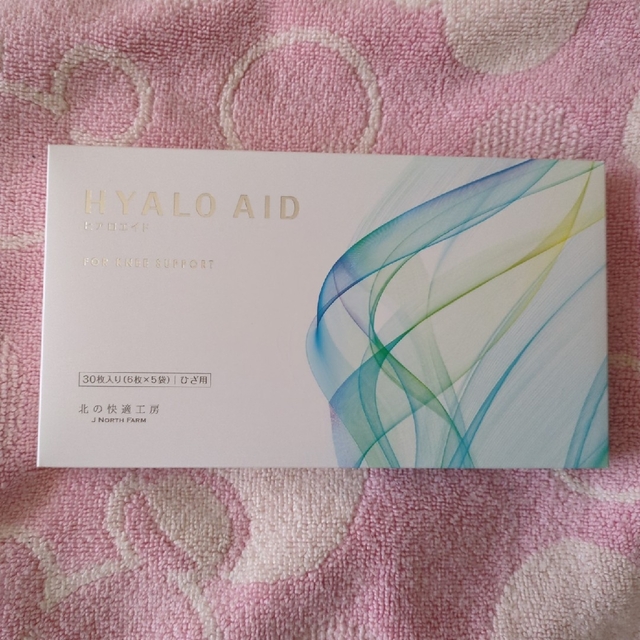 HYALO AID
ヒアロエイド
FOR KNEE SUPPORT
30枚入り(6枚×5袋)｜ひざ用
北の快適工房
J NORTH FARM